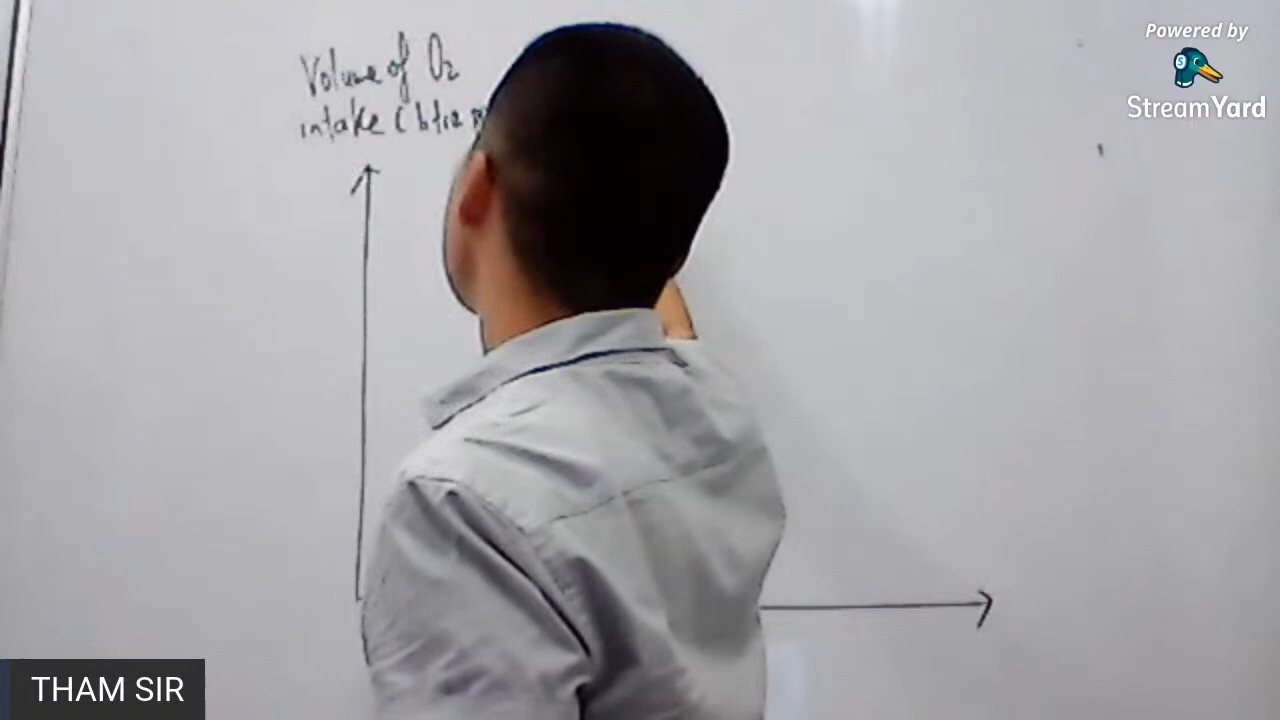 Volume of O₂
intake (
Powered by
StreamYard
THAM SIR